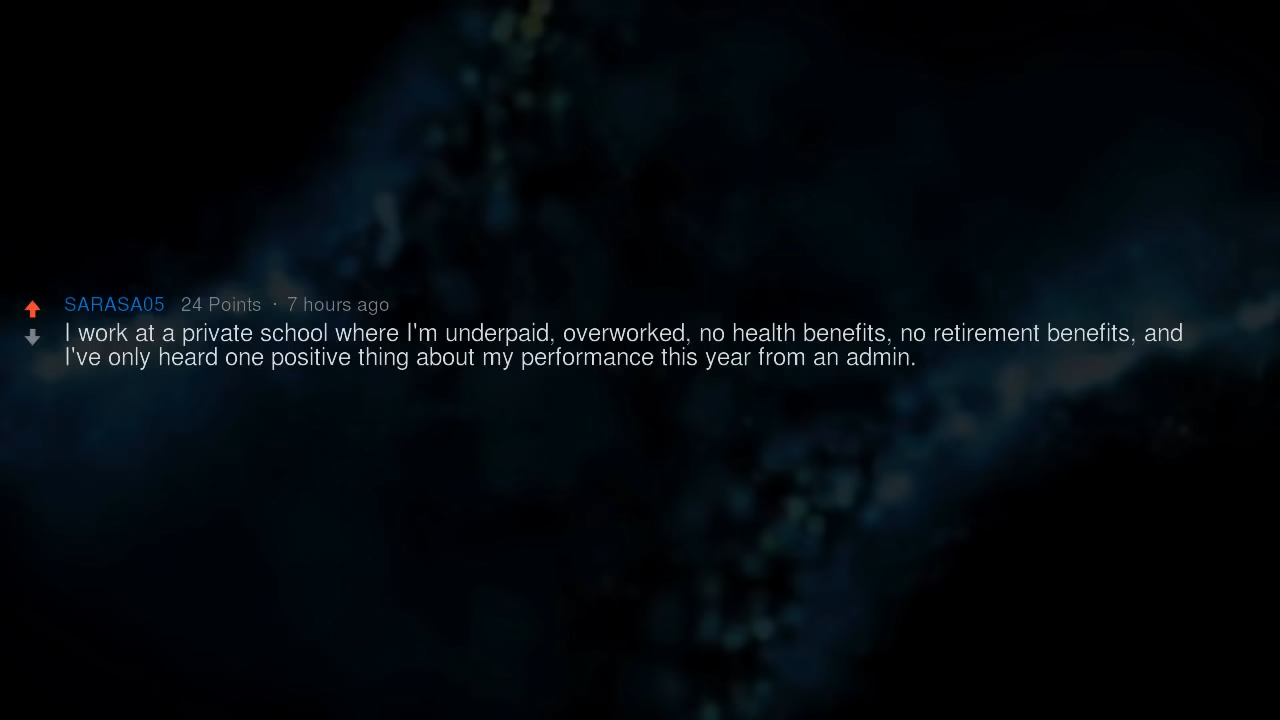 SARASA05 24 Points · 7 hours ago
I work at a private school where I'm underpaid, overworked, no health benefits, no retirement benefits, and
I've only heard one positive thing about my performance this year from an admin.